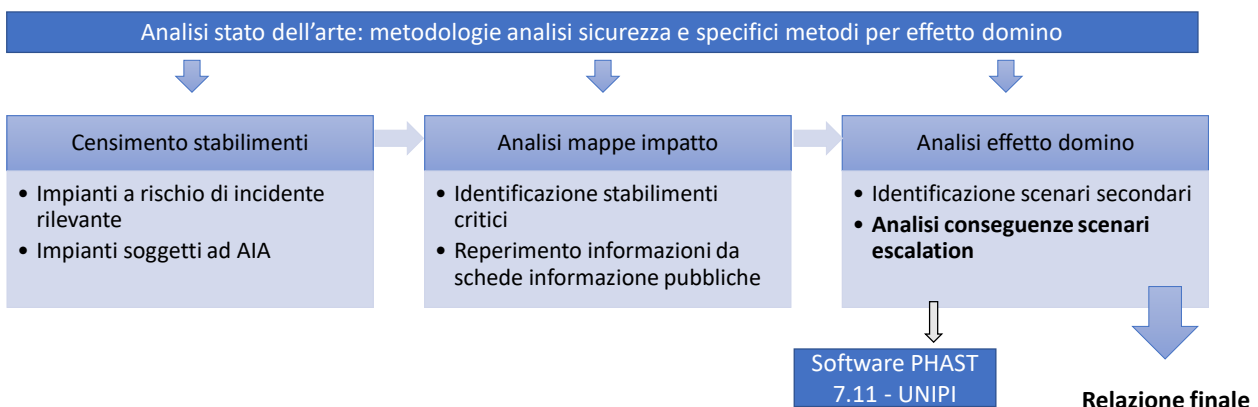 Analisi stato dell'arte: metodologie analisi sicurezza e specifici metodi per effetto domino
Censimento stabilimenti
• Impianti a rischio di incidente
rilevante
• Impianti soggetti ad AIA
Analisi mappe impatto
• Identificazione stabilimenti
critici
• Reperimento informazioni da
schede informazione pubbliche
Analisi effetto domino
• Identificazione scenari secondari
• Analisi conseguenze scenari
escalation
Software PHAST
7.11 - UNIPI
Relazione finale